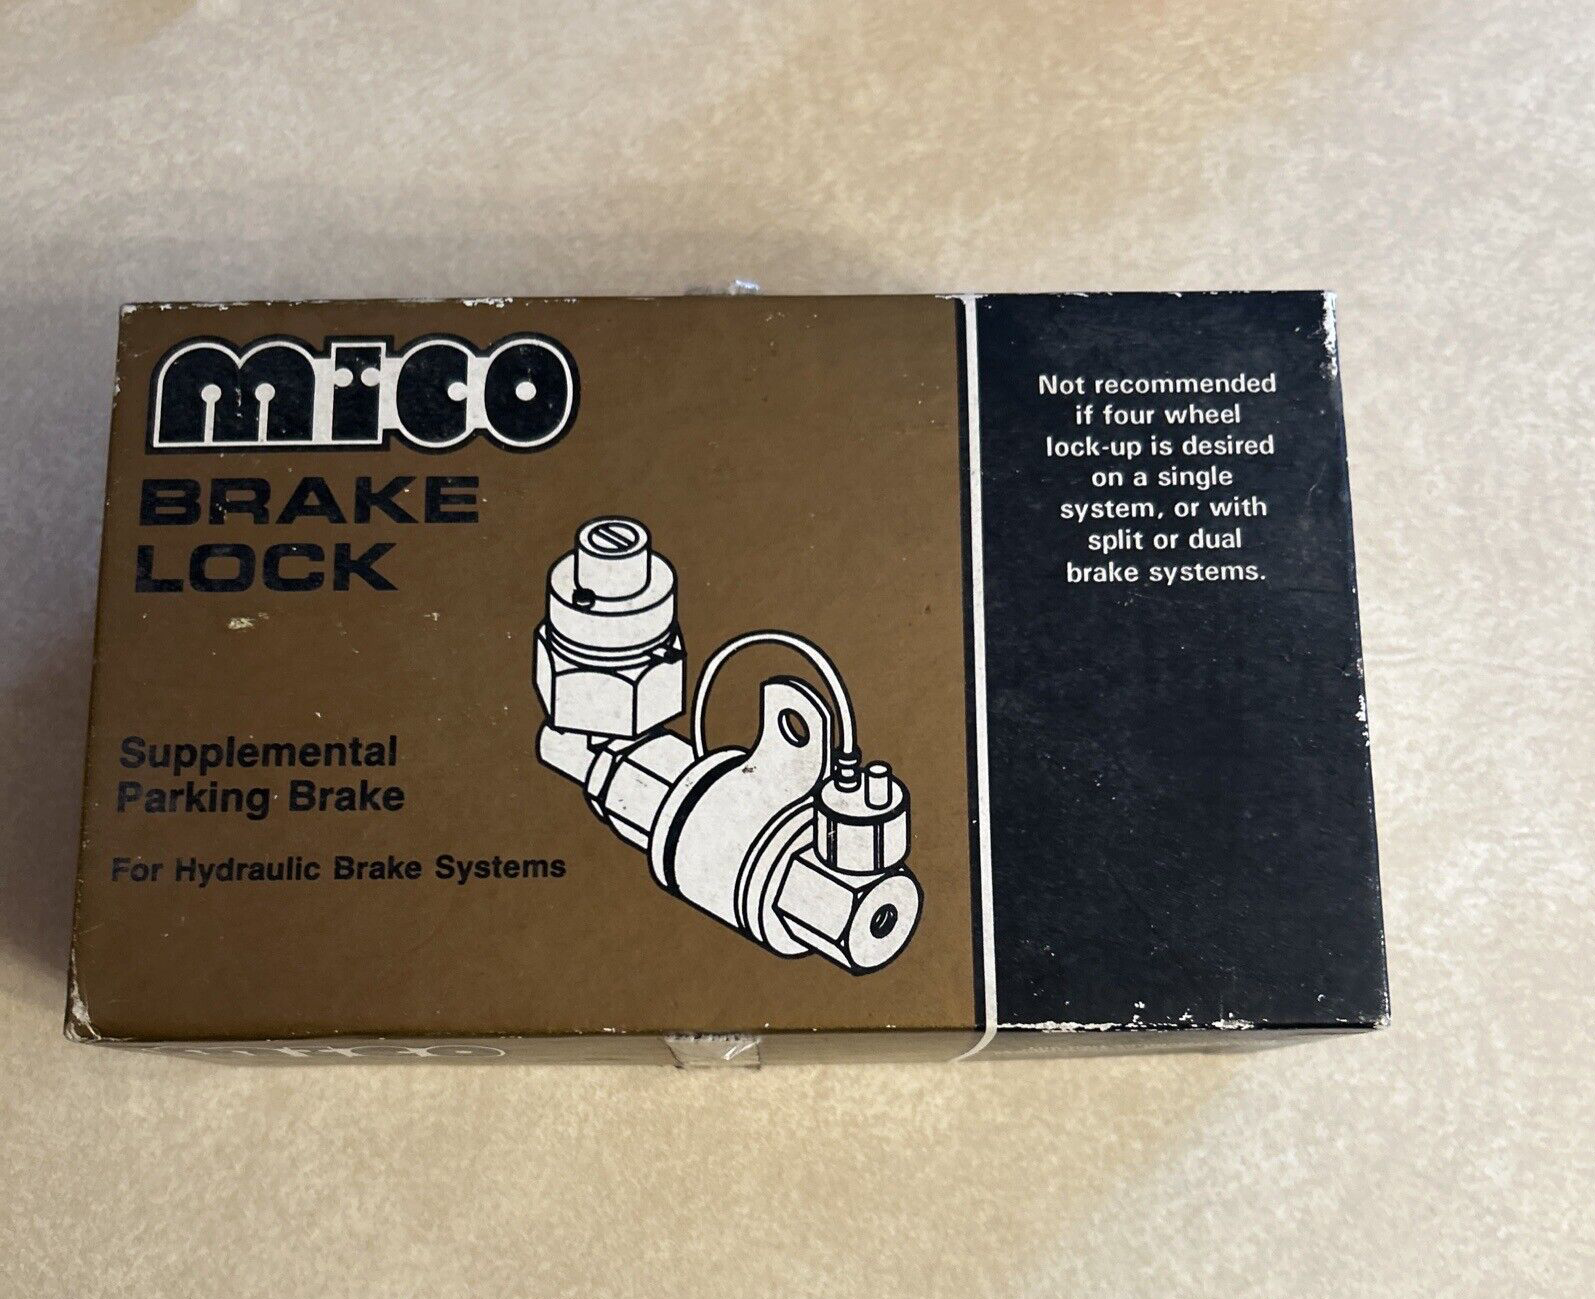 mico
BRAKE
LOCK
Supplemental
Parking Brake
For Hydraulic Brake Systems
Not recommended
if four wheel
lock-up is desired
on a single
system, or with
split or dual
brake systems.
mico